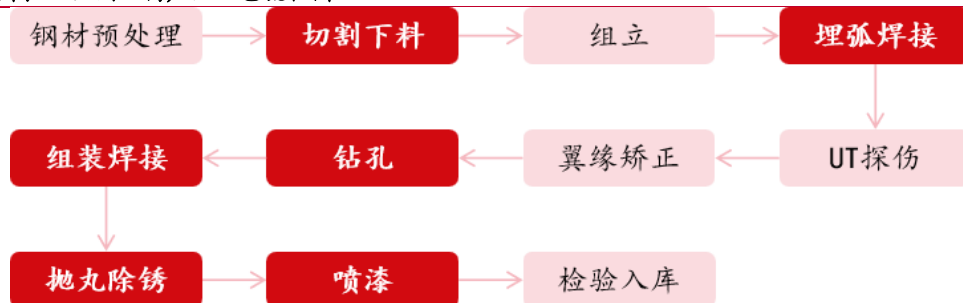 钢材预处理
切割下料
组立
埋弧焊接
UT探伤
翼缘矫正
钻孔
组装焊接
抛丸除锈
喷漆
检验入库